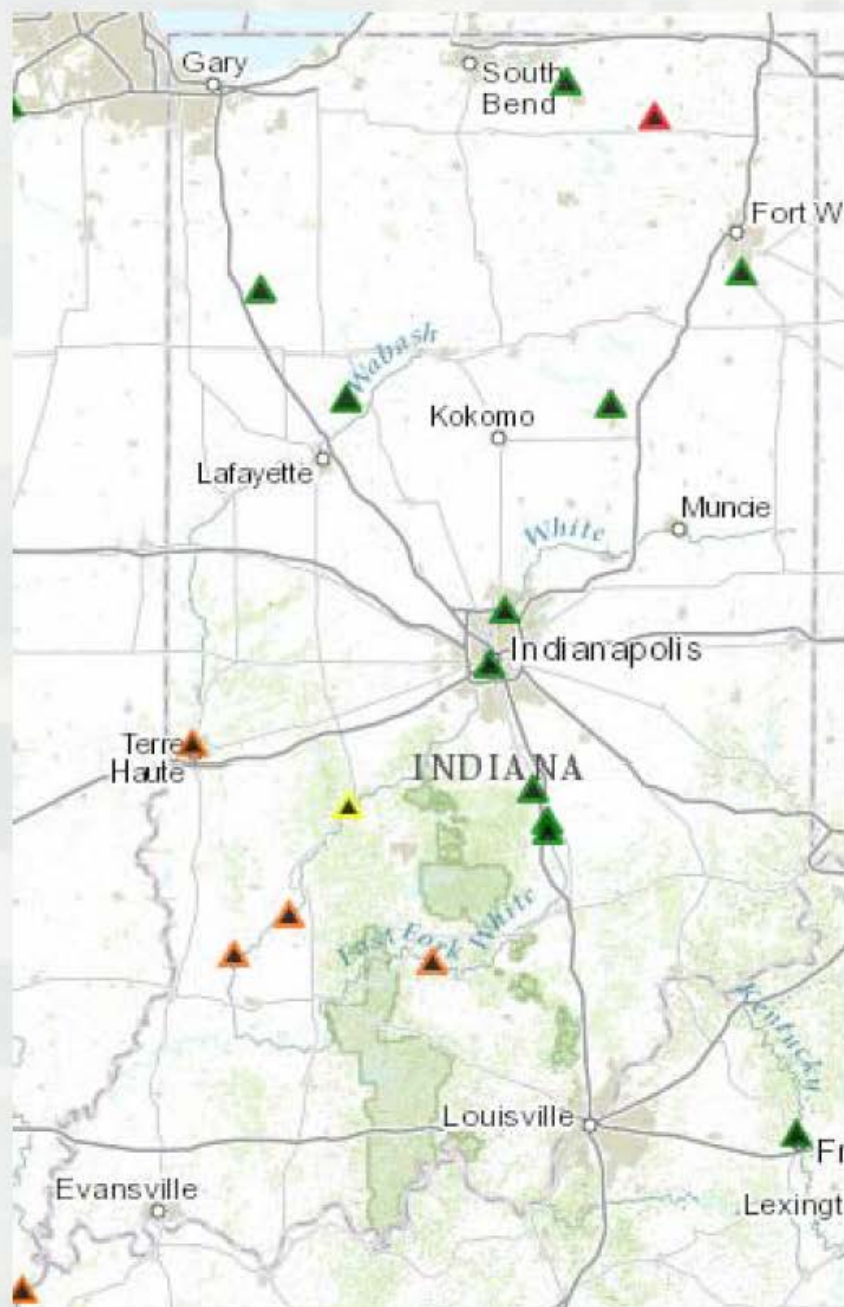 Gary
South
Bend
Fort W
Wabash
Kokomo
Lafayette
Muncie
White
Indianapolis
Terre
Haute
INDIANA
East Fork White
Kentucky
Louisville
Fr
Evansville
Lexingt